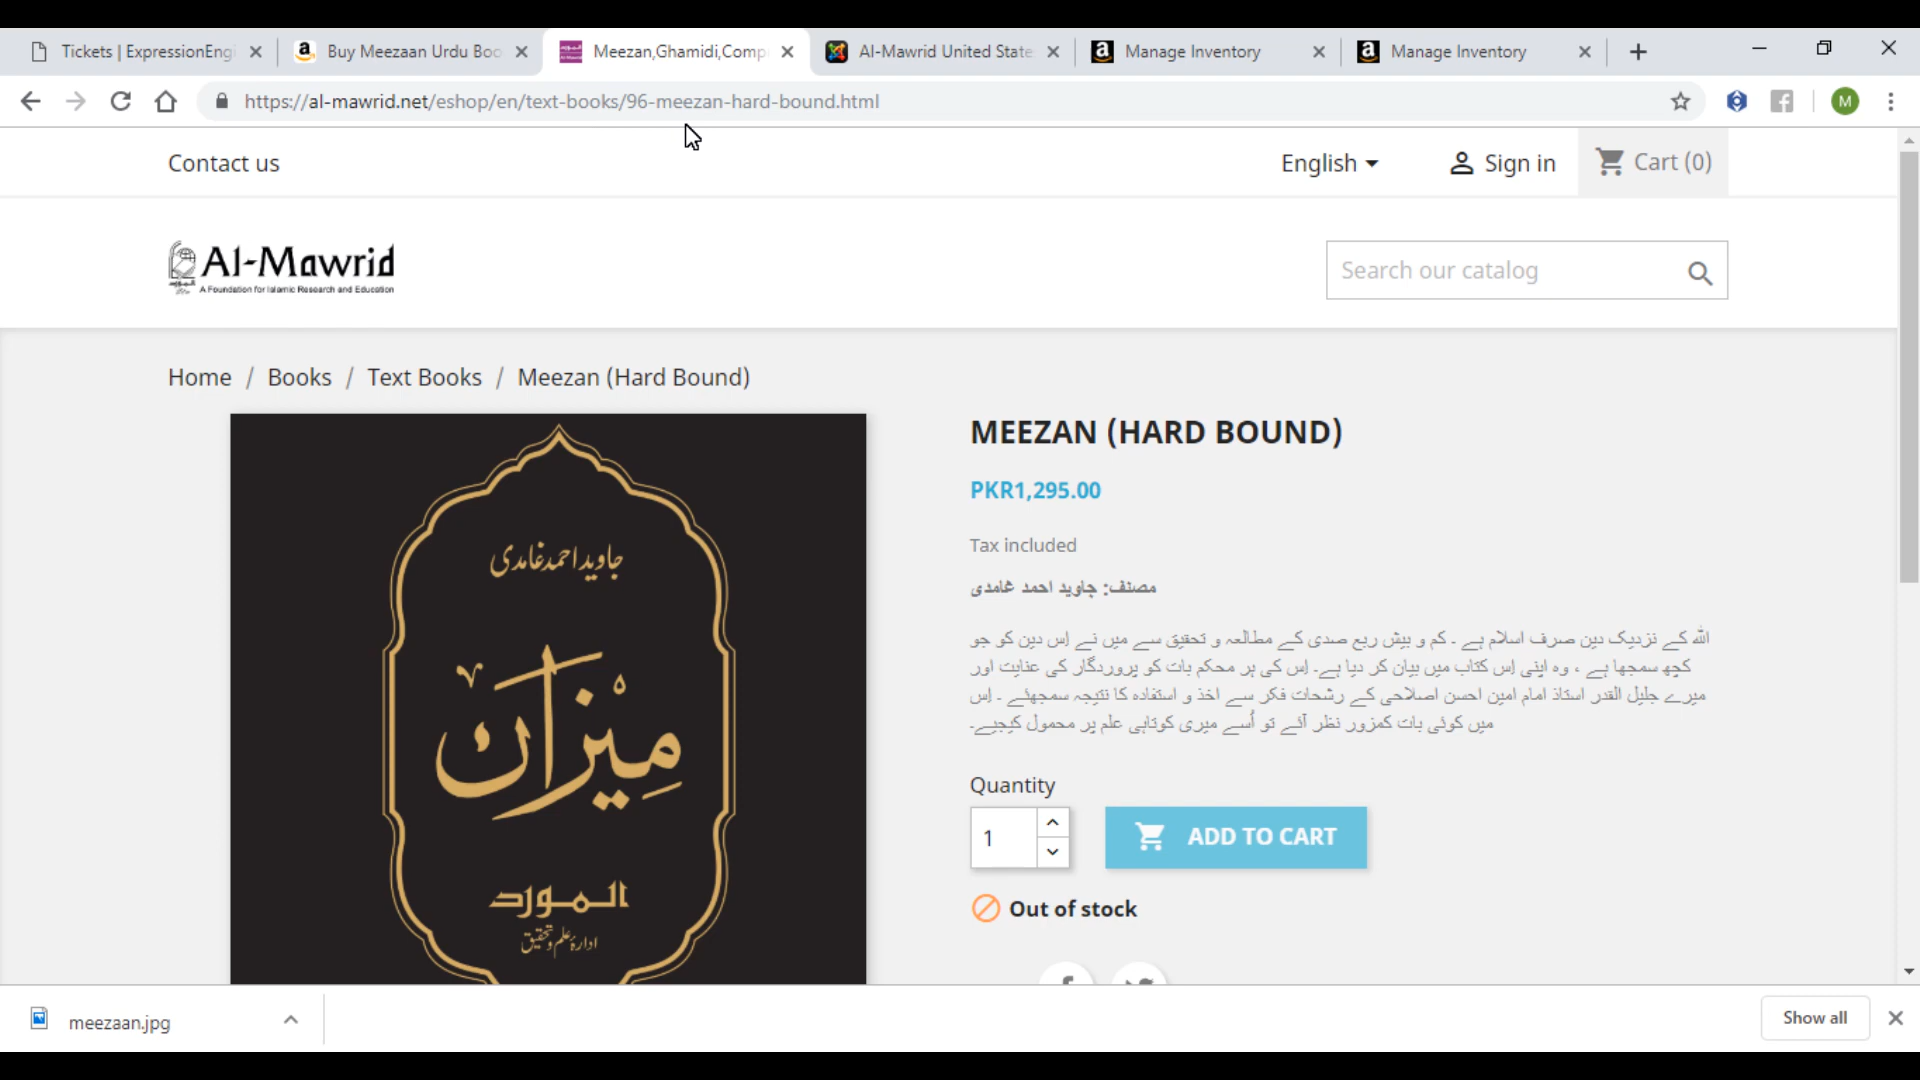 Tickets | ExpressionEngi
Buy Meezaan Urdu Boo
Meezan,Ghamidi,Comp
Al-Mawrid United State
Manage Inventory
Manage Inventory
https://al-mawrid.net/eshop/en/text-books/96-meezan-hard-bound.html
M
Contact us
English
Sign in
Cart (0)
Al-Mawrid
A Foundation for Islamic Research and Education
Search our catalog
Home / Books / Text Books / Meezan (Hard Bound)
جاوید احمد غامدی
میزان
المورد
ادارۂ علم و تحقیق
MEEZAN (HARD BOUND)
PKR1,295.00
Tax included
مصنف: جاوید احمد غامدی
اللہ کے نزدیک دین صرف اسلام ہے ۔ کم و بیش ربع صدی کے مطالعہ و تحقیق سے میں نے اِس دین کو جو
کچھ سمجھا ہے ، وہ اپنی اِس کتاب میں بیان کر دیا ہے۔ اِس کی ہر محکم بات کو پروردگار کی عنایت اور
میرے جلیل القدر استاذ امام امین احسن اصلاحی کے رشحات فکر سے اخذ و استفادہ کا نتیجہ سمجھئے ۔ اِس
میں کوئی بات کمزور نظر آئے تو اُسے میری کوتاہی علم پر محمول کیجیے۔
Quantity
1
ADD TO CART
Out of stock
meezaan.jpg
Show all